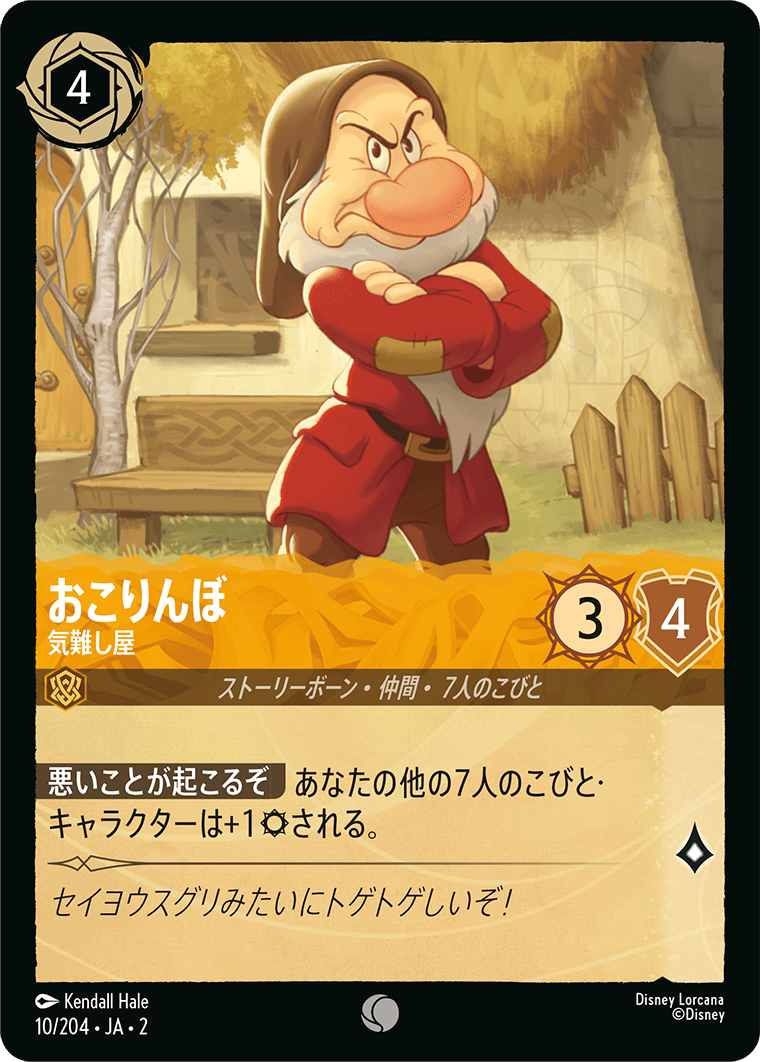 4
おこりんぼ
気難し屋
3
4
ストーリーボーン・仲間・7人のこびと
悪いことが起こるぞ あなたの他の7人のこびと・
キャラクターは+1される。
セイヨウスグリみたいにトゲトゲしいぞ!
Kendall Hale
10/204・JA・2
Disney Lorcana
©Disney